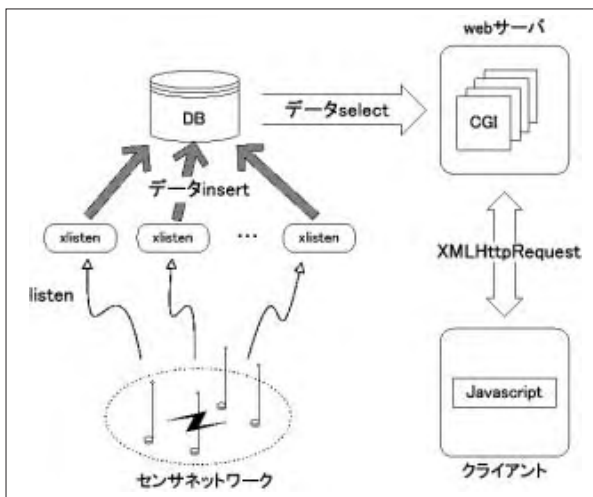 webサーバ
DB
データselect
CGI
データinsert
xlisten
xlisten
...
xlisten
XMLHttpRequest
listen
Javascript
センサネットワーク
クライアント